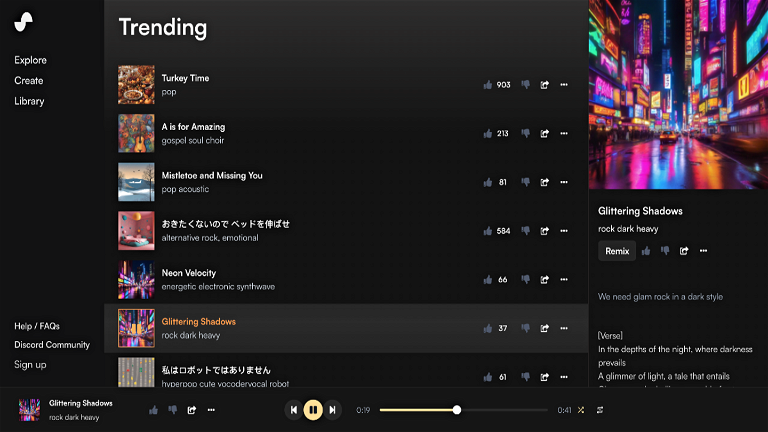 Explore
Create
Library
Help / FAQs
Discord Community
Sign up
Trending
Turkey Time
pop
903
A is for Amazing
gospel soul choir
213
Mistletoe and Missing You
pop acoustic
81
おきたくないので ベッドを伸ばせ
alternative rock, emotional
584
Neon Velocity
energetic electronic synthwave
66
Glittering Shadows
rock dark heavy
37
私はロボットではありません
hyperpop cute vocodervocal robot
61
Glittering Shadows
rock dark heavy
Remix
We need glam rock in a dark style
[Verse]
In the depths of the night, where darkness
prevails
A glimmer of light, a tale that entails
Glittering Shadows
rock dark heavy
0:19
0:41